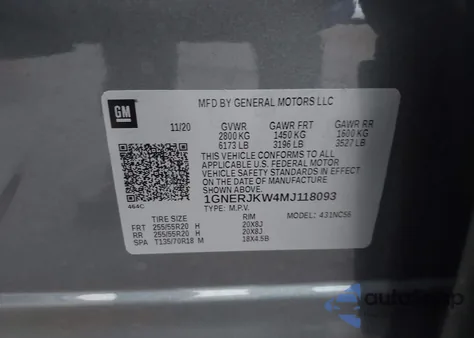 GM
MFD BY GENERAL MOTORS LLC
11/20 GVWR GAWR FRT GAWR RR
2800 KG 1450 KG 1600 KG
6173 LB 3196 LB 3527 LB
THIS VEHICLE CONFORMS TO ALL
APPLICABLE U.S. FEDERAL MOTOR
VEHICLE SAFETY STANDARDS IN
EFFECT ON THE DATE OF
MANUFACTURE SHOWN ABOVE.
1GNERJKW4MJ118093
464C TYPE: M.P.V. MODEL: 431NC56
TIRE SIZE RIM
FRT 255/55R20 H 20X8J
RR 255/55R20 H 20X8J
SPA T135/70R18 M 18X4.5B